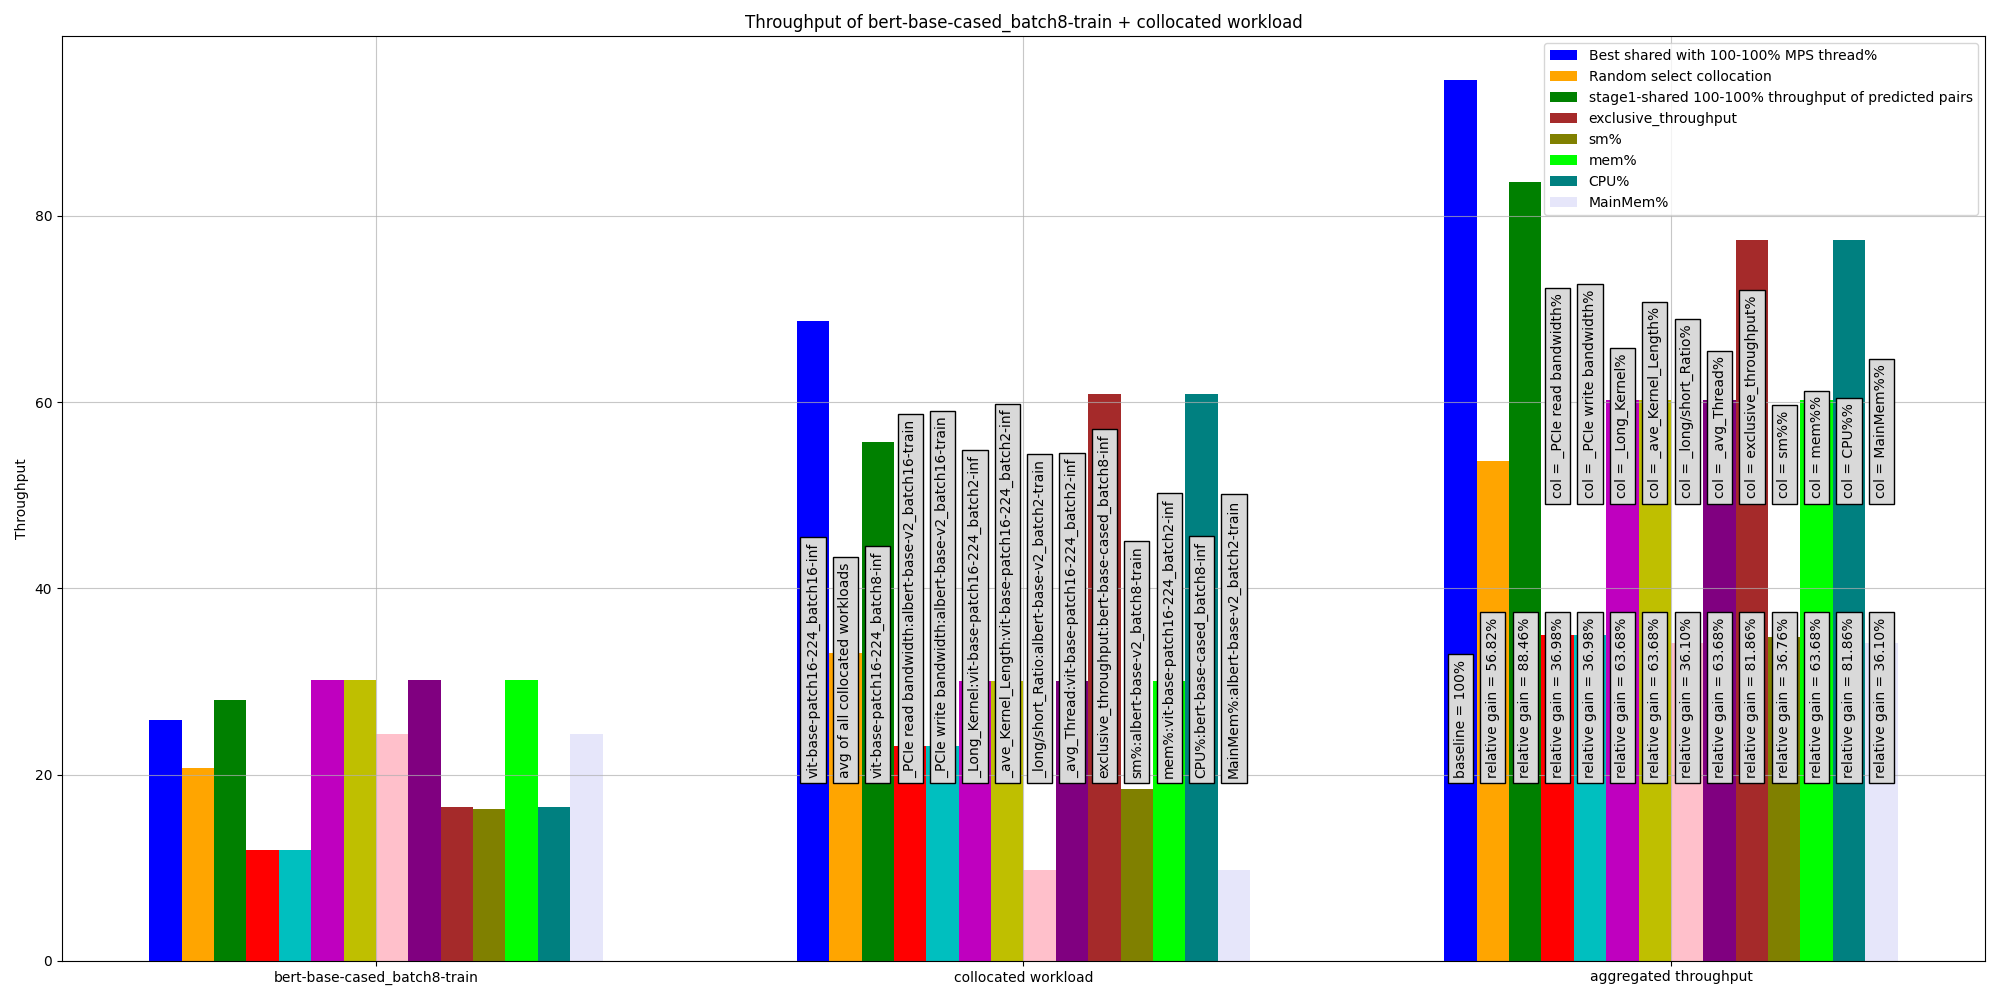 Throughput of bert-base-cased_batch8-train + collocated workload
Best shared with 100-100% MPS thread%
Random select collocation
stage1-shared 100-100% throughput of predicted pairs
exclusive_throughput
sm%
mem%
CPU%
MainMem%
Throughput
80
60
40
20
0
vit-base-patch16-224_batch16-inf
avg of all collocated workloads
vit-base-patch16-224_batch8-inf
_PCIe read bandwidth:albert-base-v2_batch16-train
_PCIe write bandwidth:albert-base-v2_batch16-train
_Long_Kernel:vit-base-patch16-224_batch2-inf
_ave_Kernel_Length:vit-base-patch16-224_batch2-inf
_long/short_Ratio:albert-base-v2_batch2-train
_avg_Thread:vit-base-patch16-224_batch2-inf
exclusive_throughput:bert-base-cased_batch8-inf
sm%:albert-base-v2_batch8-train
mem%:vit-base-patch16-224_batch2-inf
CPU%:bert-base-cased_batch8-inf
MainMem%:albert-base-v2_batch2-train
col = _PCIe read bandwidth%
col = _PCIe write bandwidth%
col = _Long_Kernel%
col = _ave_Kernel_Length%
col = _long/short_Ratio%
col = _avg_Thread%
col = exclusive_throughput%
col = sm%%
col = mem%%
col = CPU%%
col = MainMem%%
baseline = 100%
relative gain = 56.82%
relative gain = 88.46%
relative gain = 36.98%
relative gain = 36.98%
relative gain = 63.68%
relative gain = 63.68%
relative gain = 36.10%
relative gain = 63.68%
relative gain = 81.86%
relative gain = 36.76%
relative gain = 63.68%
relative gain = 81.86%
relative gain = 36.10%
bert-base-cased_batch8-train
collocated workload
aggregated throughput